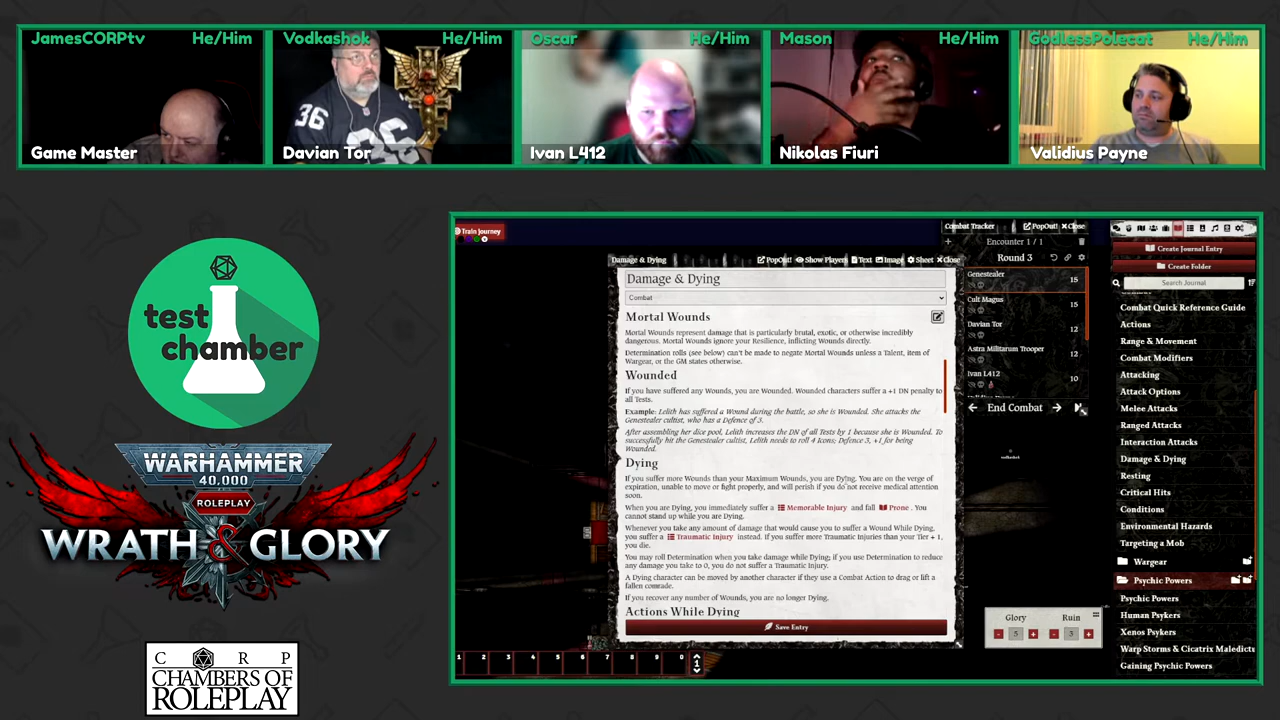 JamesCORPtv He/Him
Game Master
Vodkashok He/Him
36
Davian Tor
Oscar He/Him
Ivan L412
Mason He/Him
Nikolas Fiuri
GodlessPolecat He/Him
Validius Payne
test
chamber
WARHAMMER
40,000
ROLEPLAY
WRATH & GLORY
C R P
CHAMBERS OF
ROLEPLAY
Train Journey
Damage & Dying PopOut! Show Players Text Image Sheet Close
Damage & Dying
Combat
Mortal Wounds
Mortal Wounds represent damage that is particularly brutal, exotic, or otherwise incredibly
dangerous. Mortal Wounds ignore your Resilience, inflicting Wounds directly.
Determination rolls (see below) can't be made to negate Mortal Wounds unless a Talent, item of
Wargear, or the GM states otherwise.
Wounded
If you have suffered any Wounds, you are Wounded. Wounded characters suffer a +1 DN penalty to
all Tests.
Example: Lelith has suffered a Wound during the battle, so she is Wounded. She attacks the
Genestealer cultist, who has a Defence of 3.
After assembling her dice pool, Lelith increases the DN of all Tests by 1 because she is Wounded. To
successfully hit the Genestealer cultist, Lelith needs to roll 4 Icons; Defence 3, +1 for being
Wounded.
Dying
If you suffer more Wounds than your Maximum Wounds, you are Dying. You are on the verge of
expiration, unable to move or fight properly, and will perish if you do not receive medical attention
soon.
When you are Dying, you immediately suffer a Memorable Injury and fall Prone . You
cannot stand up while you are Dying.
Whenever you take any amount of damage that would cause you to suffer a Wound While Dying,
you suffer a Traumatic Injury instead. If you suffer more Traumatic Injuries than your Tier + 1,
you die.
You may roll Determination when you take damage while Dying; if you use Determination to reduce
any damage you take to 0, you do not suffer a Traumatic Injury.
A Dying character can be moved by another character if they use a Combat Action to drag or lift a
fallen comrade.
If you recover any number of Wounds, you are no longer Dying.
Actions While Dying
Save Entry
1 2 3 4 5 6 7 8 9 0 1
Combat Tracker PopOut! Close
Encounter 1 / 1
Round 3
Genestealer 15
Cult Magus 15
Davian Tor 12
Astra Militarum Trooper 12
Ivan L412 10
End Combat
Glory Ruin
- 5 + - 3 +
Create Journal Entry
Create Folder
Search Journal
Combat Quick Reference Guide
Actions
Range & Movement
Combat Modifiers
Attacking
Attack Options
Melee Attacks
Ranged Attacks
Interaction Attacks
Damage & Dying
Resting
Critical Hits
Conditions
Environmental Hazards
Targeting a Mob
Wargear
Psychic Powers
Psychic Powers
Human Psykers
Xenos Psykers
Warp Storms & Cicatrix Maledictu
Gaining Psychic Powers